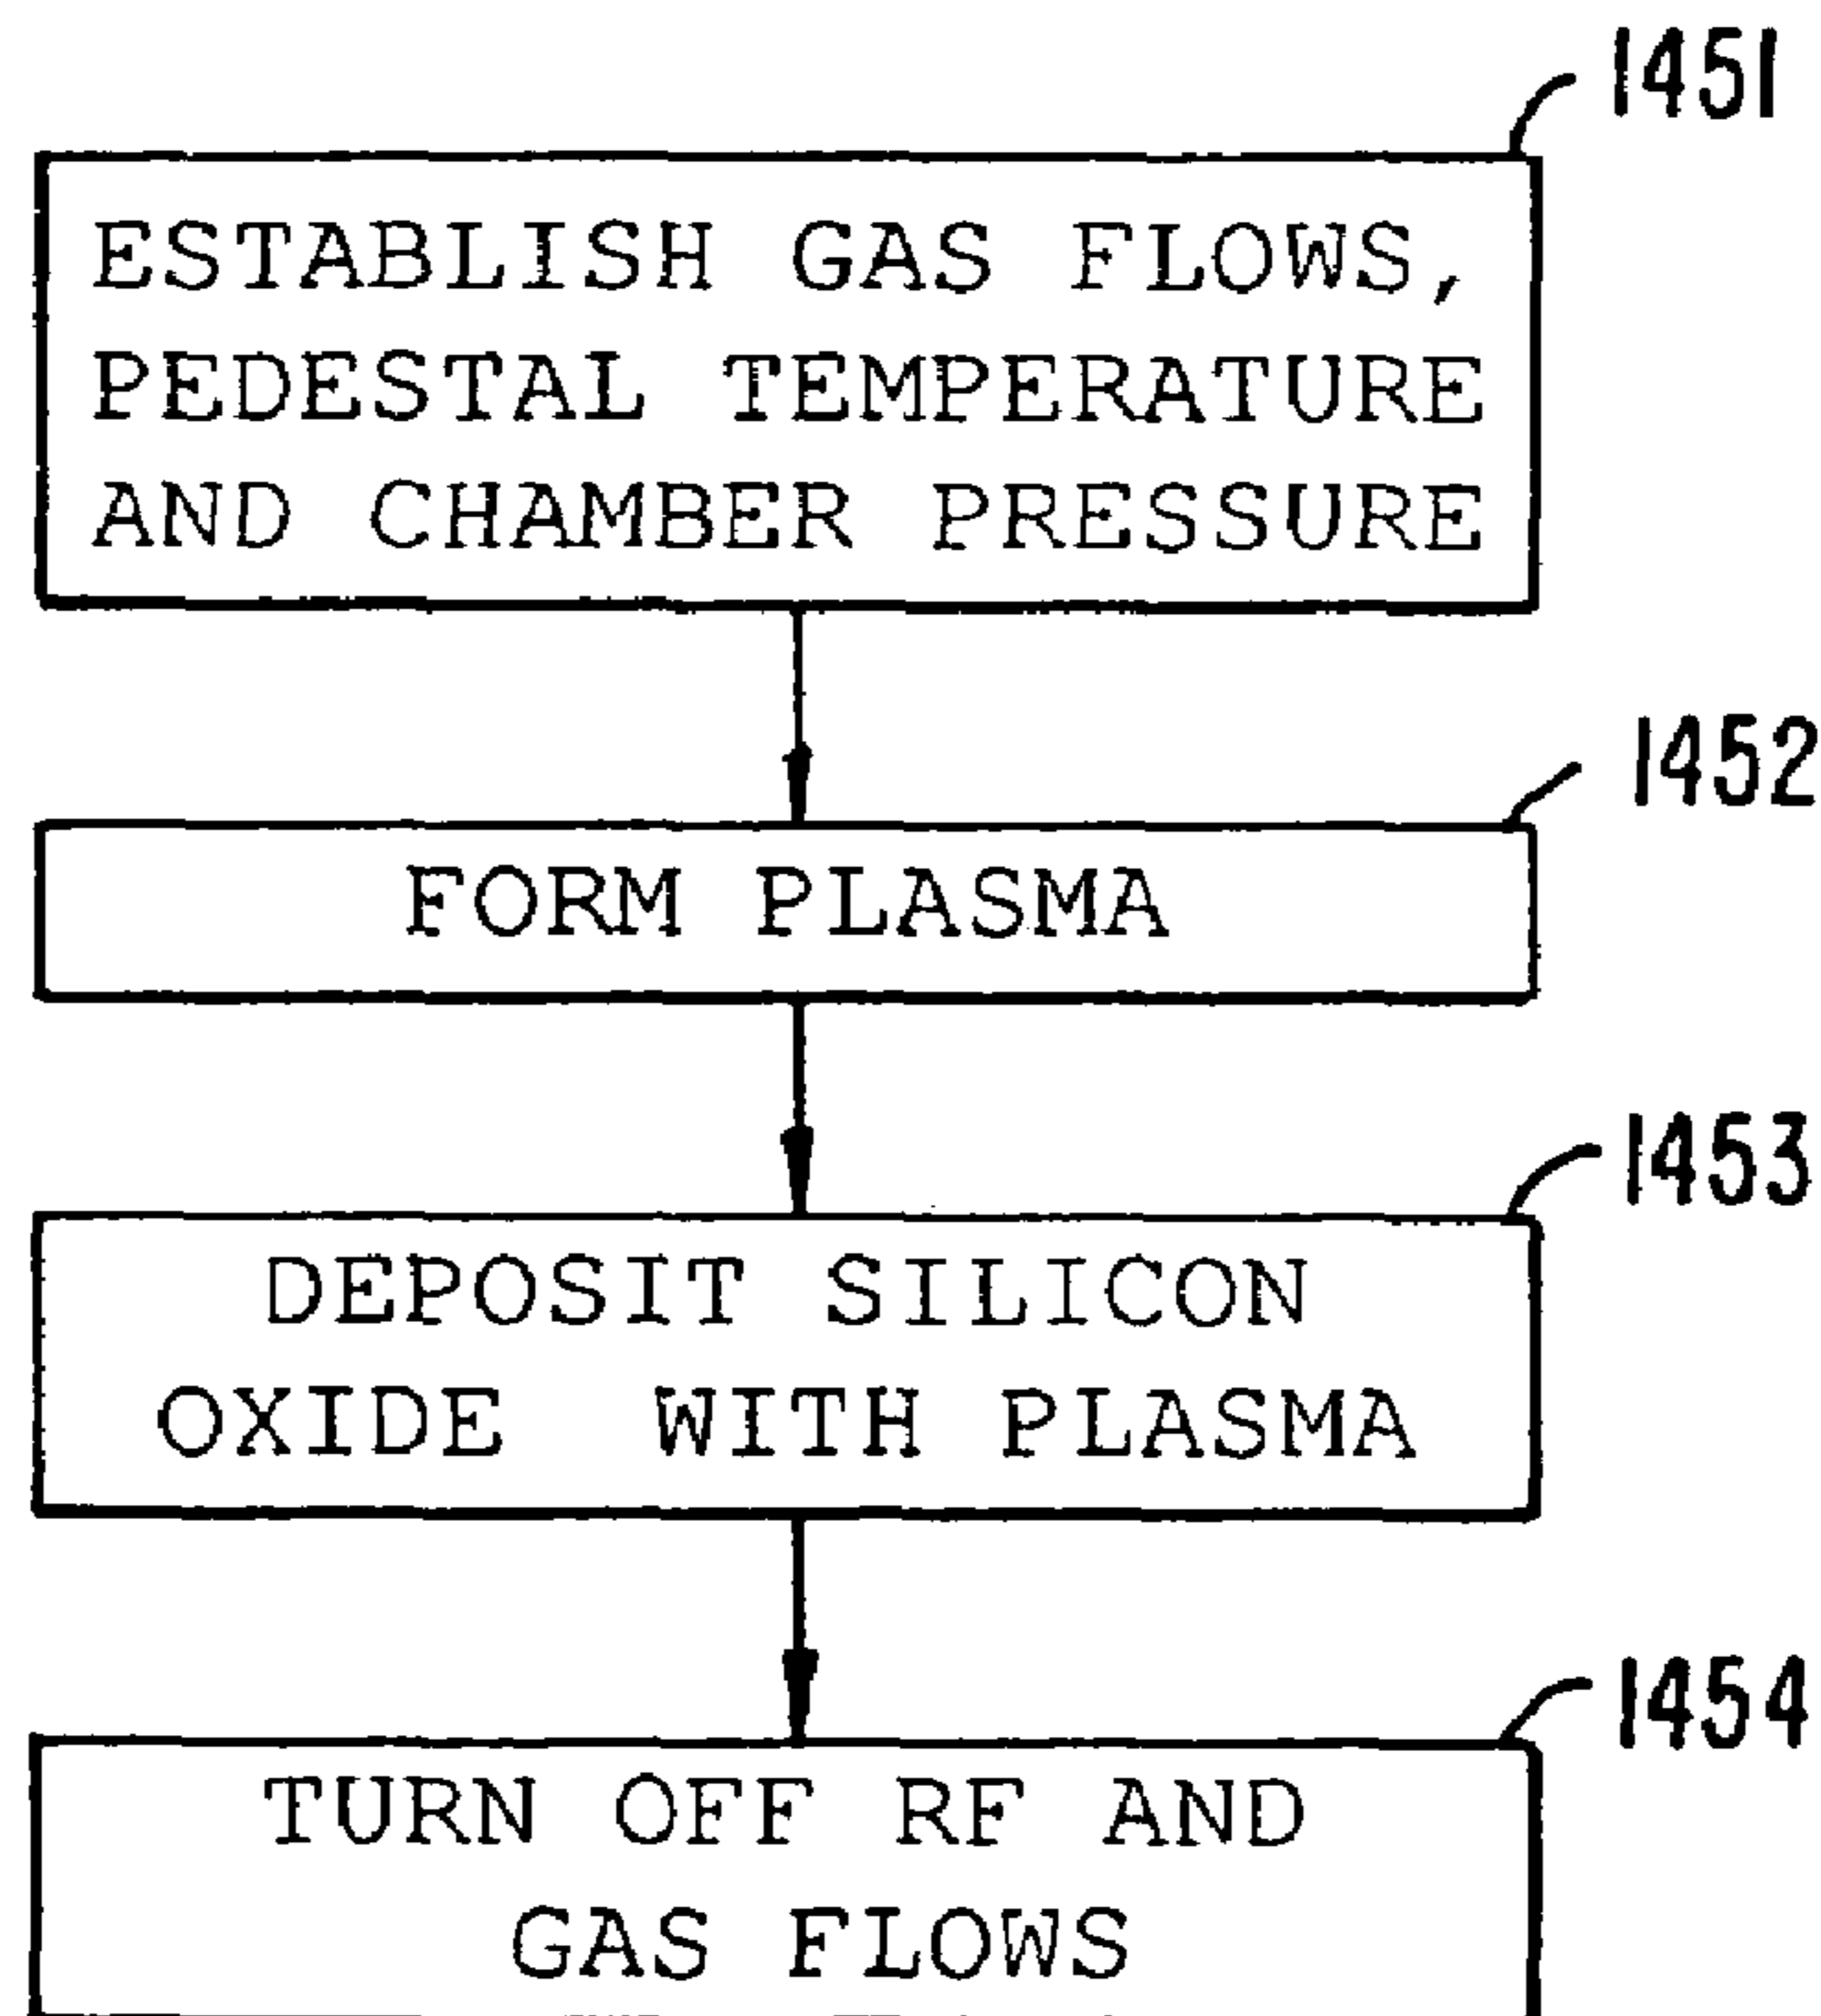 1451
ESTABLISH GAS FLOWS,
PEDESTAL TEMPERATURE
AND CHAMBER PRESSURE
1452
FORM PLASMA
1453
DEPOSIT SILICON
OXIDE WITH PLASMA
1454
TURN OFF RF AND
GAS FLOWS